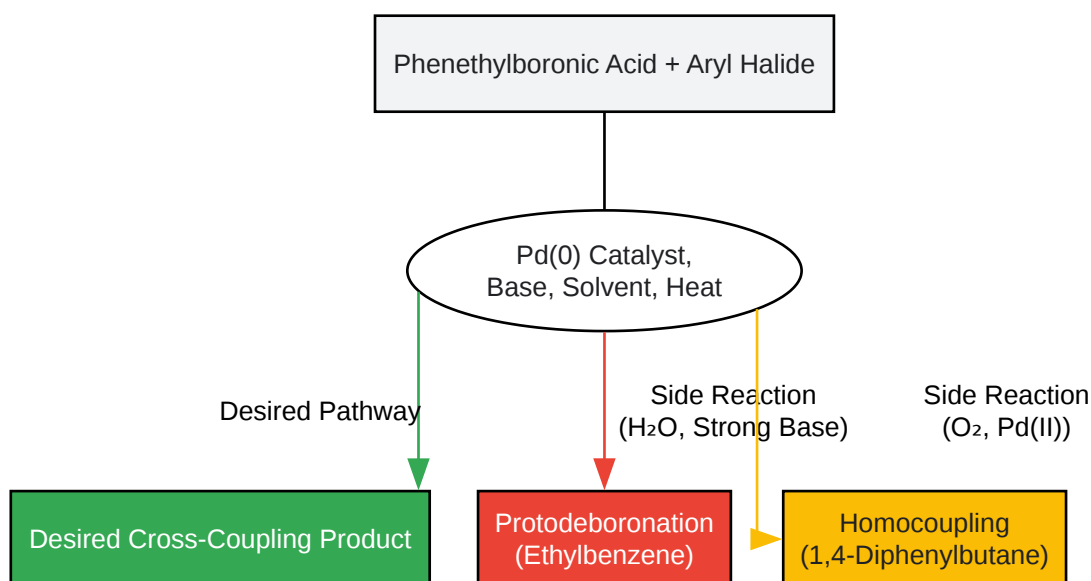 Phenethylboronic Acid + Aryl Halide
Pd(0) Catalyst,
Base, Solvent, Heat
Desired Pathway
Side Reaction
(H₂O, Strong Base)
Side Reaction
(O₂, Pd(II))
Desired Cross-Coupling Product
Protodeboronation
(Ethylbenzene)
Homocoupling
(1,4-Diphenylbutane)